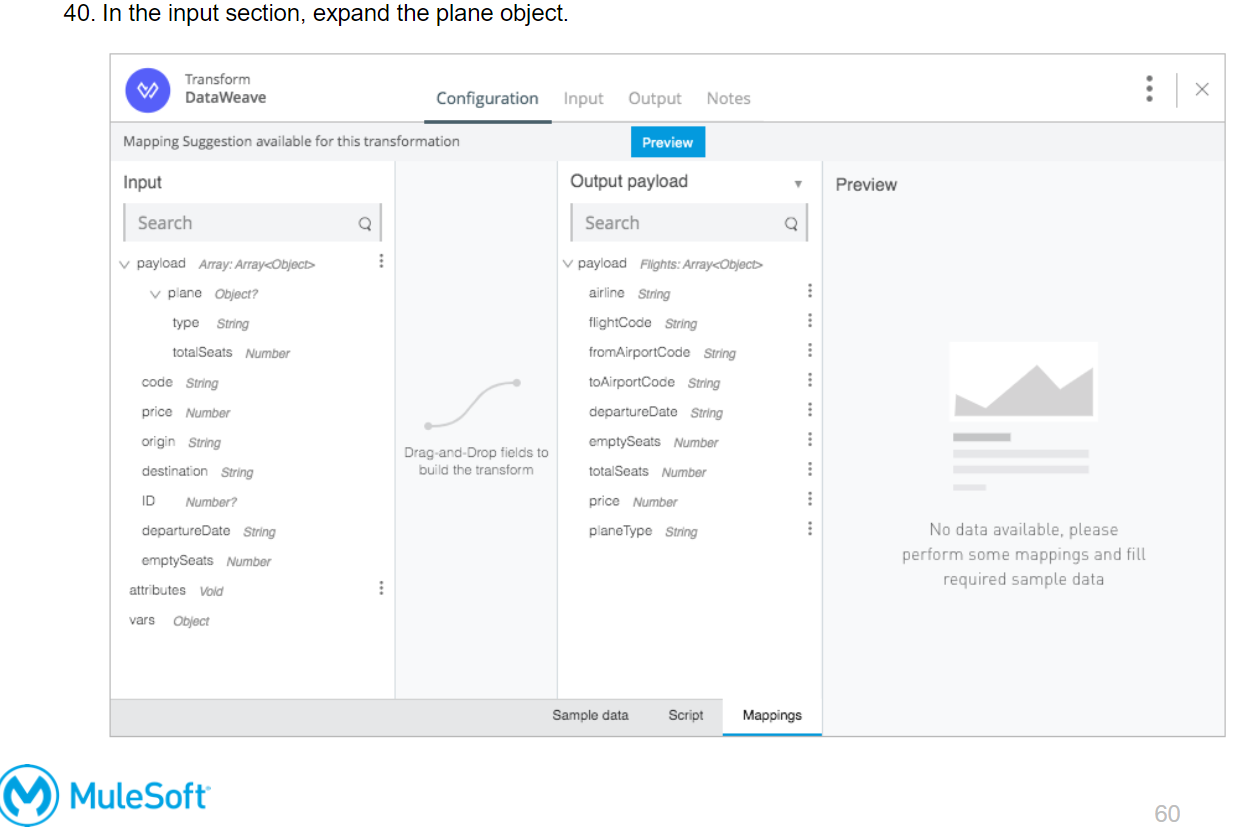 40. In the input section, expand the plane object.
Transform
DataWeave
Configuration Input Output Notes
Mapping Suggestion available for this transformation
Preview
Input
Search
payload Array: Array<Object>
plane Object?
type String
totalSeats Number
code String
price Number
origin String
destination String
ID Number?
departureDate String
emptySeats Number
attributes Void
vars Object
Drag-and-Drop fields to
build the transform
Output payload
Search
payload Flights: Array<Object>
airline String
flightCode String
fromAirportCode String
toAirportCode String
departureDate String
emptySeats Number
totalSeats Number
price Number
planeType String
Preview
No data available, please
perform some mappings and fill
required sample data
Sample data Script Mappings
MuleSoft
60